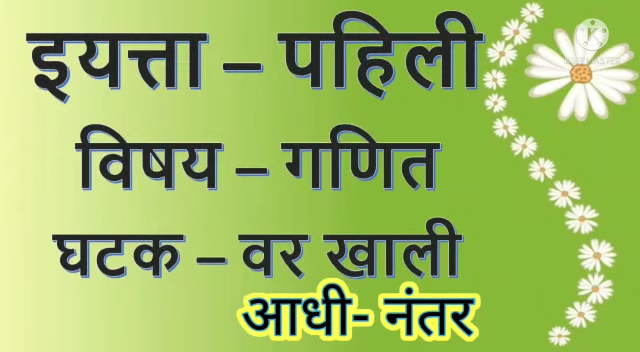 इयत्ता – पहिली
विषय – गणित
घटक – वर खाली
आधी- नंतर